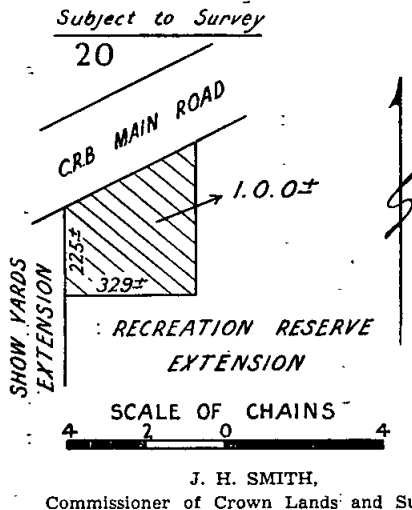 Subject to Survey
20
C.R.B MAIN ROAD
1.0.0±
225±
329±
SHOW YARDS
EXTENSION
RECREATION RESERVE
EXTENSION
SCALE OF CHAINS
4 2 0 4
J. H. SMITH,
Commissioner of Crown Lands and Su